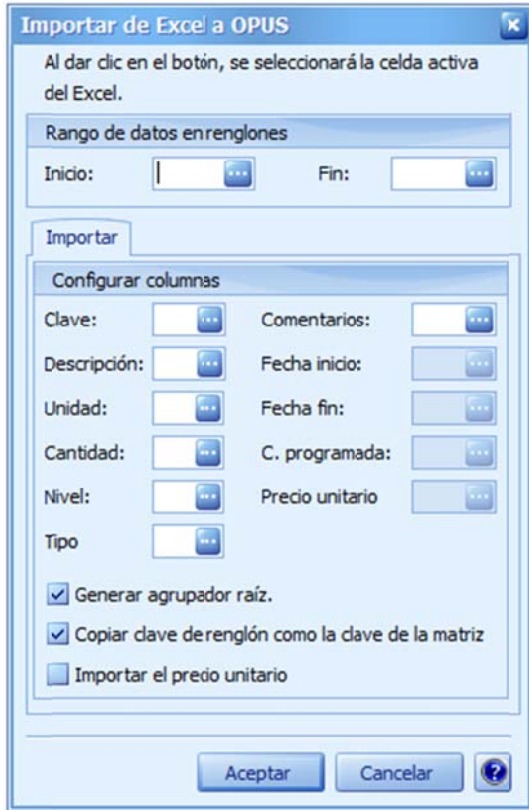 Importar de Excel a OPUS
Al dar clic en el botón, se seleccionará la celda activa
del Excel.
Rango de datos en renglones
Inicio: Fin:
Importar
Configurar columnas
Clave: Comentarios:
Descripción: Fecha inicio:
Unidad: Fecha fin:
Cantidad: C. programada:
Nivel: Precio unitario
Tipo
Generar agrupador raíz.
Copiar clave de renglón como la clave de la matriz
Importar el precio unitario
Aceptar Cancelar ?